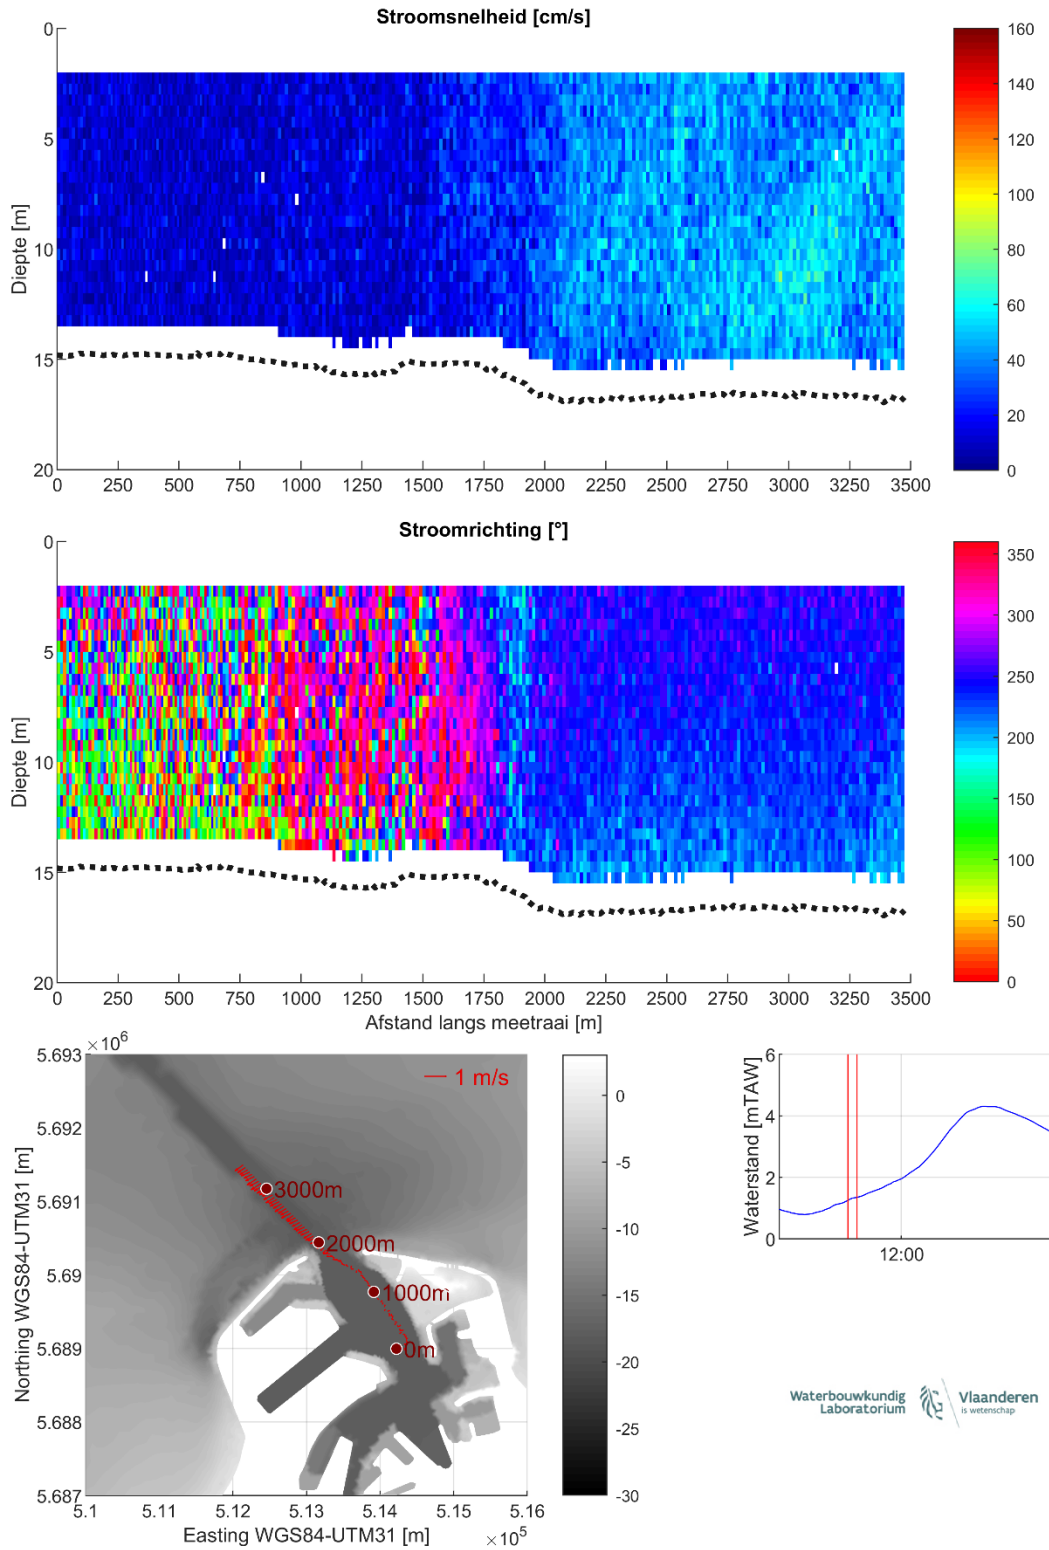 Stroomsnelheid [cm/s]
Diepte [m]
0
5
10
15
20
0 250 500 750 1000 1250 1500 1750 2000 2250 2500 2750 3000 3250 3500
160
140
120
100
80
60
40
20
0
Stroomrichting [°]
Diepte [m]
0
5
10
15
20
0 250 500 750 1000 1250 1500 1750 2000 2250 2500 2750 3000 3250 3500
Afstand langs meetraai [m]
350
300
250
200
150
100
50
0
×10⁶
Northing WGS84-UTM31 [m]
5.693
5.692
5.691
5.69
5.689
5.688
5.687
1 m/s
3000m
2000m
1000m
0m
5.1 5.11 5.12 5.13 5.14 5.15 5.16
Easting WGS84-UTM31 [m]
×10⁵
0
-5
-10
-15
-20
-25
-30
Waterstand [mTAW]
6
4
2
0
12:00
Waterbouwkundig
Laboratorium
Vlaanderen
is wetenschap